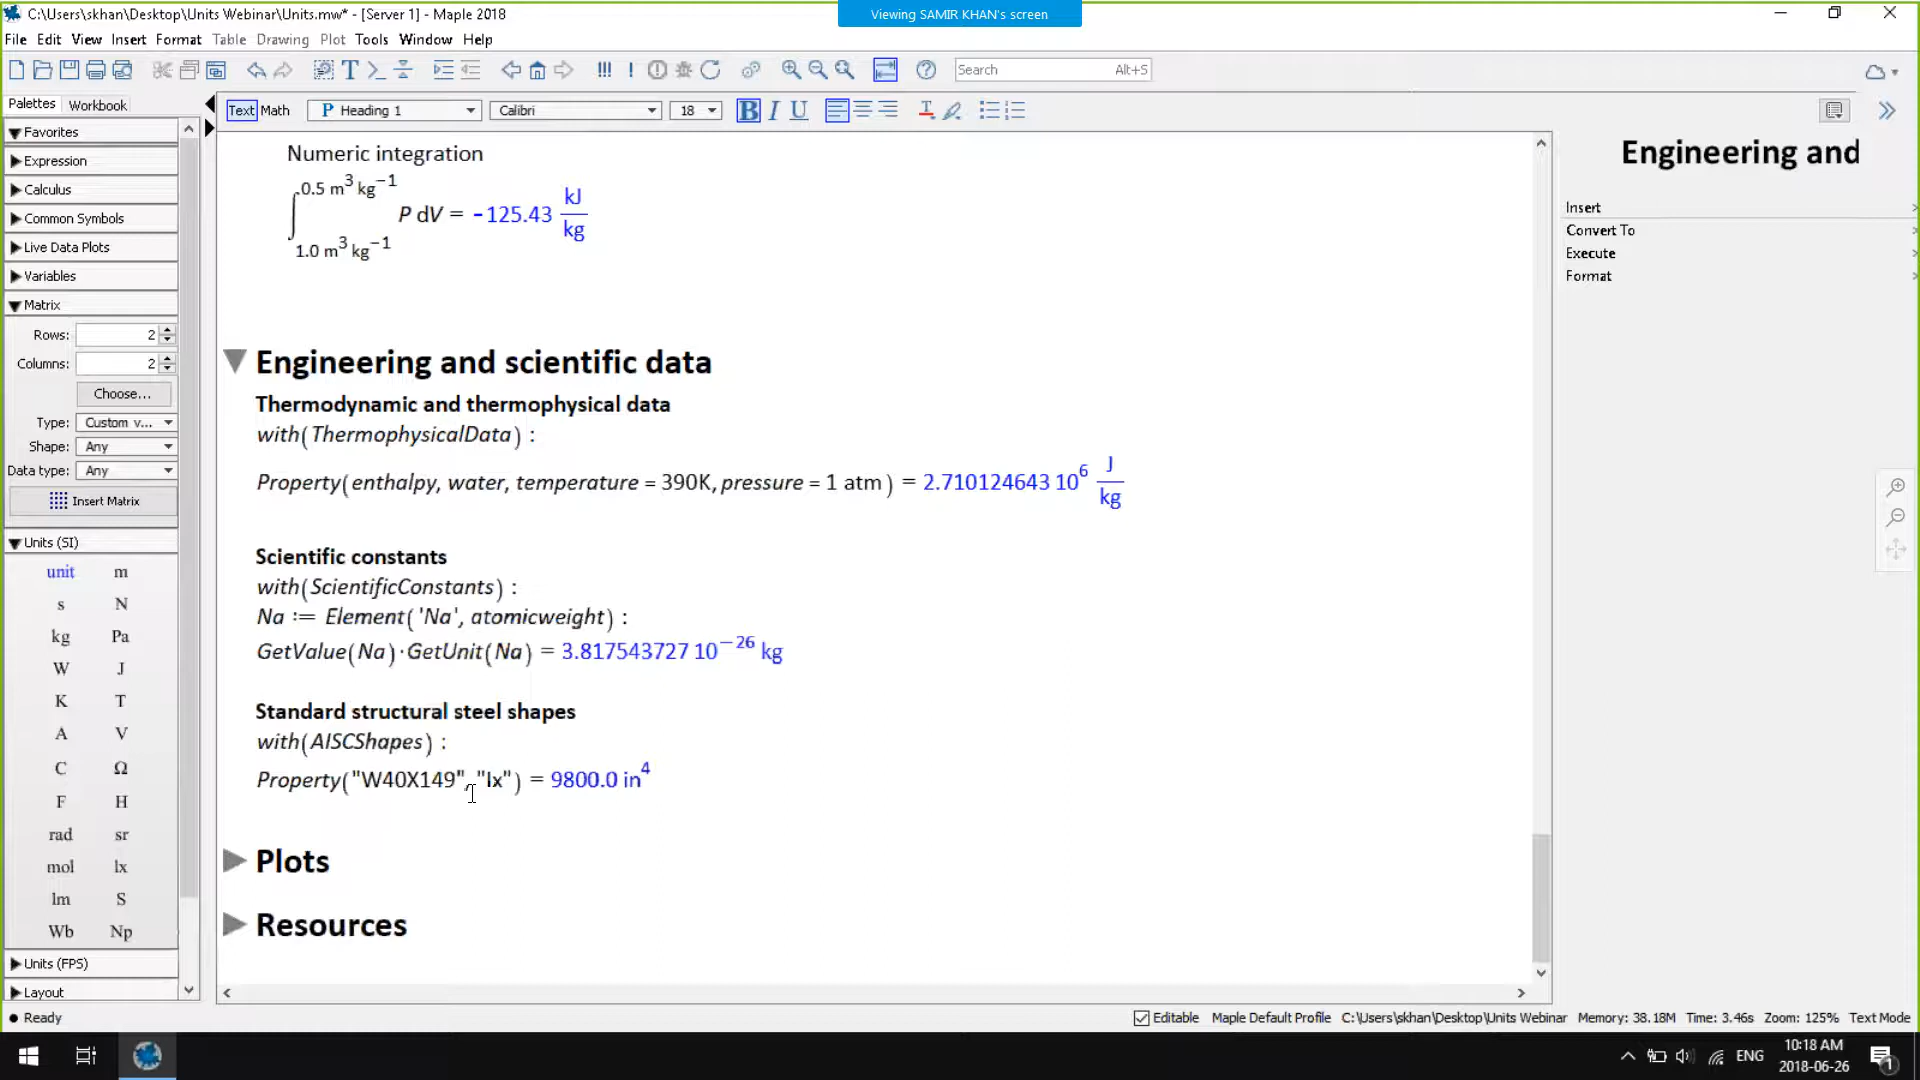 C:\Users\skhan\Desktop\Units Webinar\Units.mw* - [Server 1] - Maple 2018
Viewing SAMIR KHAN's screen
File Edit View Insert Format Table Drawing Plot Tools Window Help
Search Alt+S
Palettes Workbook
Text Math P Heading 1 Calibri 18 B I U
Favorites
Expression
Calculus
Common Symbols
Live Data Plots
Variables
Matrix
Rows: 2
Columns: 2
Choose...
Type: Custom v...
Shape: Any
Data type: Any
Insert Matrix
Units (SI)
unit m
s N
kg Pa
W J
K T
A V
C Ω
F H
rad sr
mol lx
lm S
Wb Np
Units (FPS)
Layout
Numeric integration
∫ 1.0 m³ kg⁻¹ 0.5 m³ kg⁻¹ P dV = -125.43 kJ/kg
Engineering and scientific data
Thermodynamic and thermophysical data
with(ThermophysicalData) :
Property(enthalpy, water, temperature = 390K, pressure = 1 atm) = 2.710124643 10⁶ J/kg
Scientific constants
with(ScientificConstants) :
Na := Element('Na', atomicweight) :
GetValue(Na)·GetUnit(Na) = 3.817543727 10⁻²⁶ kg
Standard structural steel shapes
with(AISCShapes) :
Property("W40X149", "Ix") = 9800.0 in⁴
Plots
Resources
Engineering and
Insert
Convert To
Execute
Format
Ready
Editable Maple Default Profile C:\Users\skhan\Desktop\Units Webinar Memory: 38.18M Time: 3.46s Zoom: 125% Text Mode
ENG
10:18 AM
2018-06-26
1